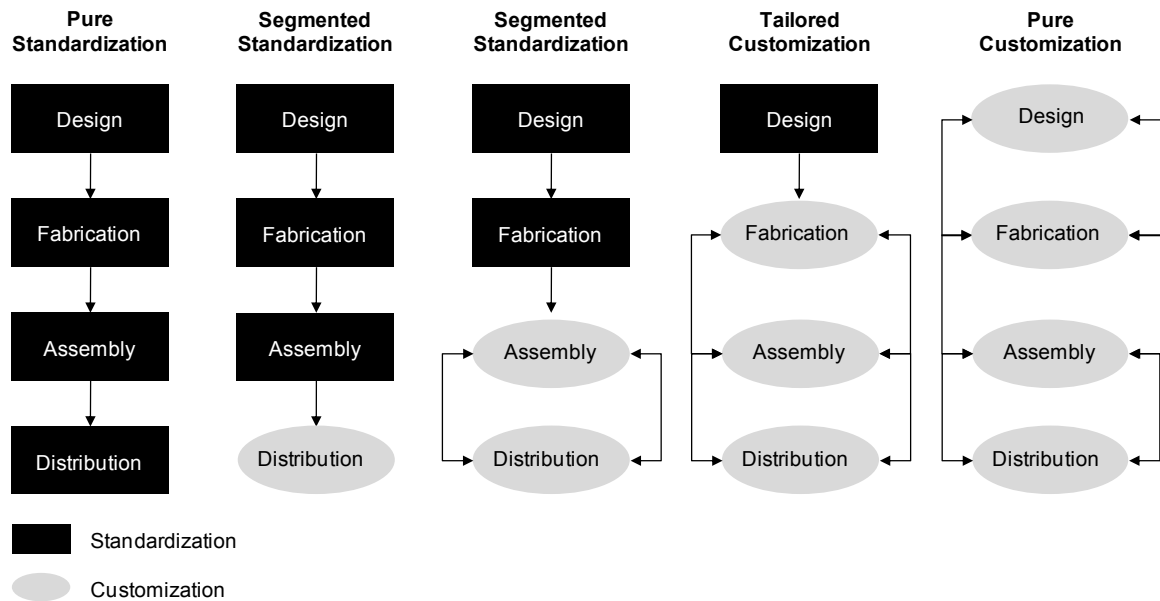 Pure
Standardization
Segmented
Standardization
Segmented
Standardization
Tailored
Customization
Pure
Customization
Design
Design
Design
Design
Design
Fabrication
Fabrication
Fabrication
Fabrication
Fabrication
Assembly
Assembly
Assembly
Assembly
Assembly
Distribution
Distribution
Distribution
Distribution
Distribution
Standardization
Customization